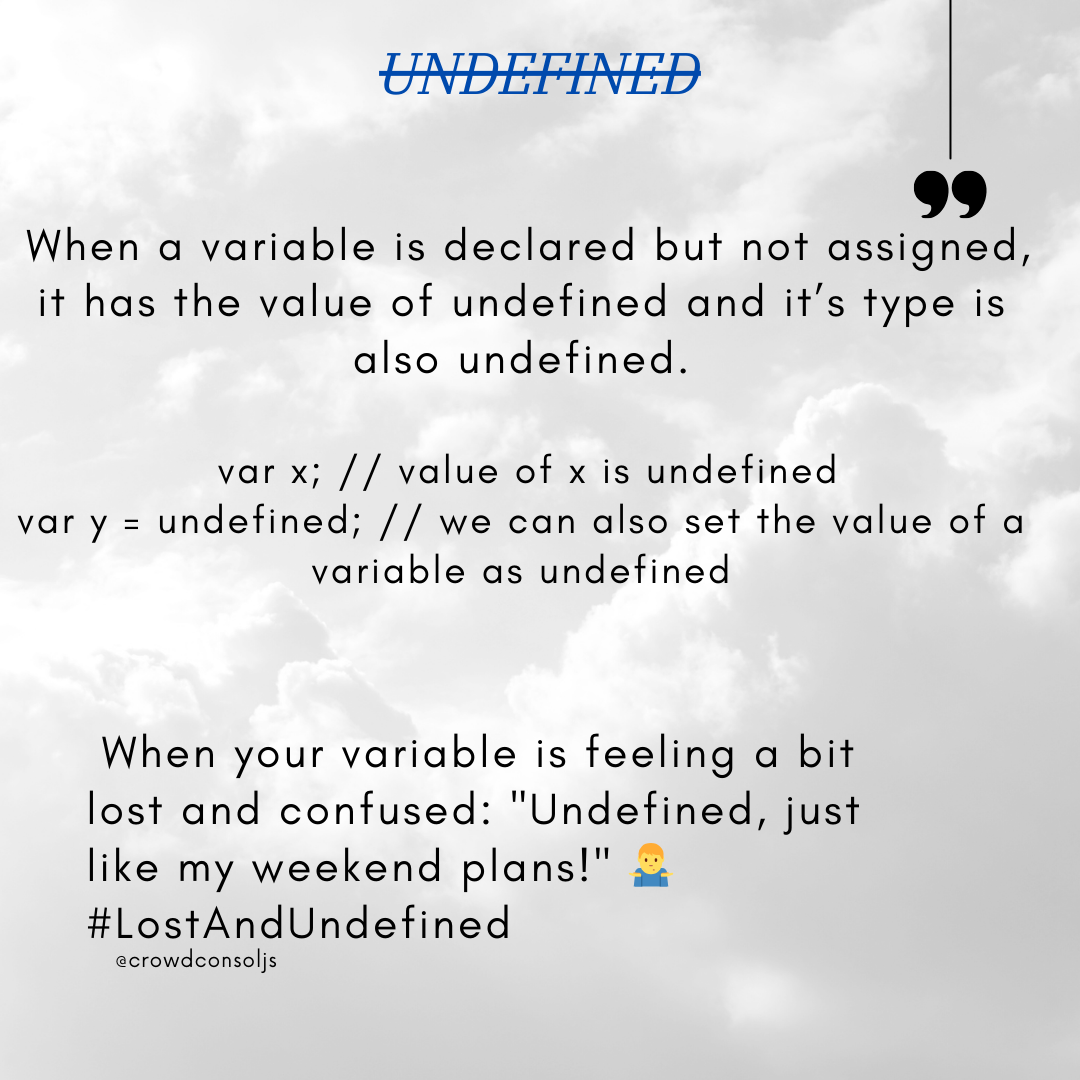 UNDEFINED
”
When a variable is declared but not assigned,
it has the value of undefined and it’s type is
also undefined.
var x; // value of x is undefined
var y = undefined; // we can also set the value of a
variable as undefined
When your variable is feeling a bit
lost and confused: "Undefined, just
like my weekend plans!" 🤷‍♂️
#LostAndUndefined
@crowdconsoljs